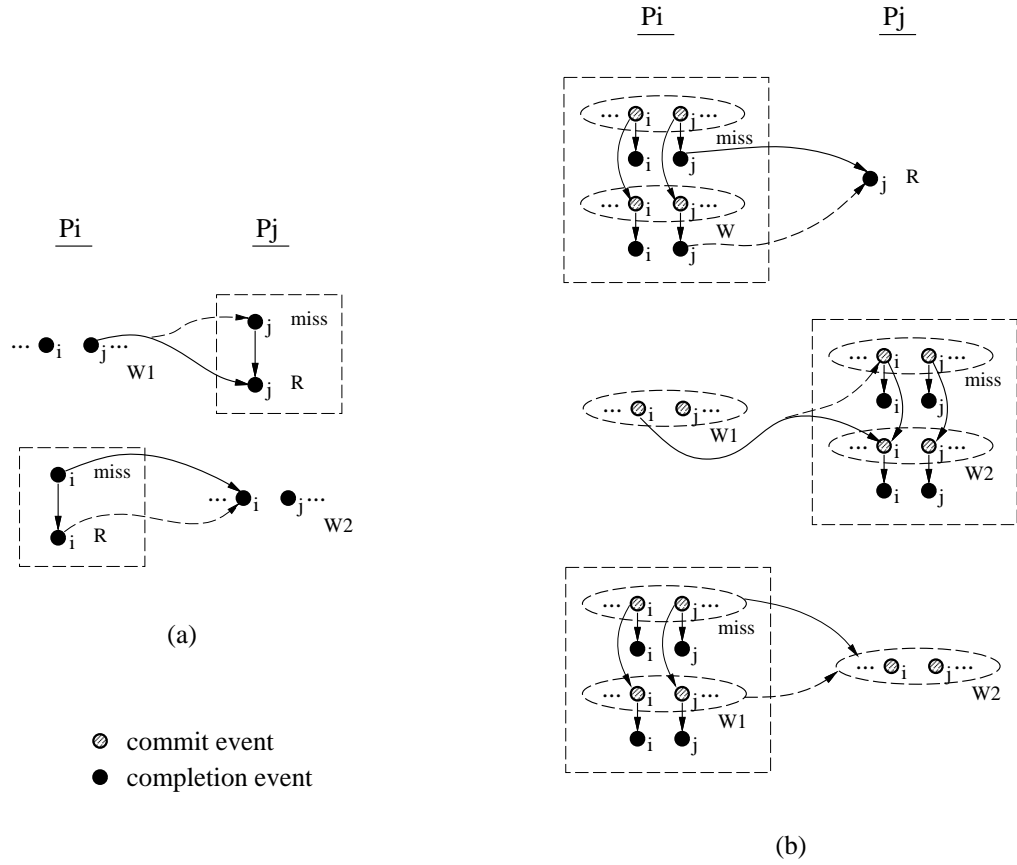 Pi
Pj
... i j ...
miss
... i j ...
W
i j
j R
Pi
Pj
... i j ...
W1
j miss
j R
i miss
i R
... i j ...
W2
(a)
... i j ...
miss
i j
... i j ...
W2
i j
... i j ...
W1
... i j ...
miss
i j
... i j ...
W1
i j
... i j ...
W2
commit event
completion event
(b)